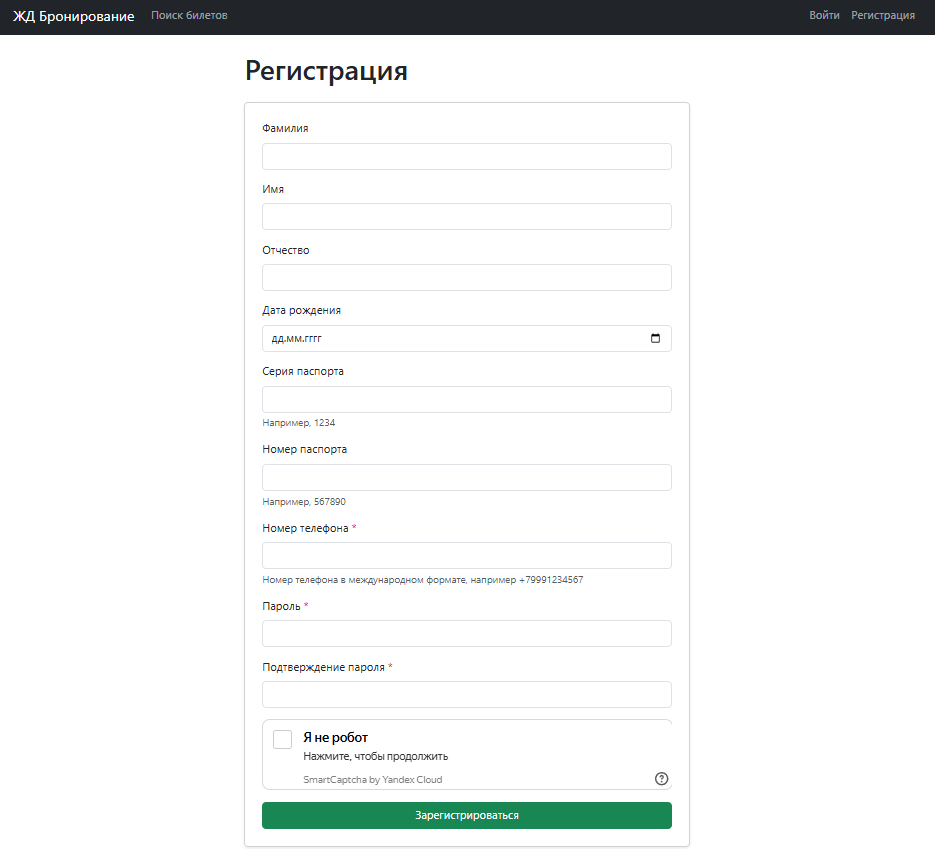 ЖД Бронирование Поиск билетов Войти Регистрация
Регистрация
Фамилия
Имя
Отчество
Дата рождения
дд.мм.гггг
Серия паспорта
Например, 1234
Номер паспорта
Например, 567890
Номер телефона *
Номер телефона в международном формате, например +79991234567
Пароль *
Подтверждение пароля *
Я не робот
Нажмите, чтобы продолжить
SmartCaptcha by Yandex Cloud ?
Зарегистрироваться